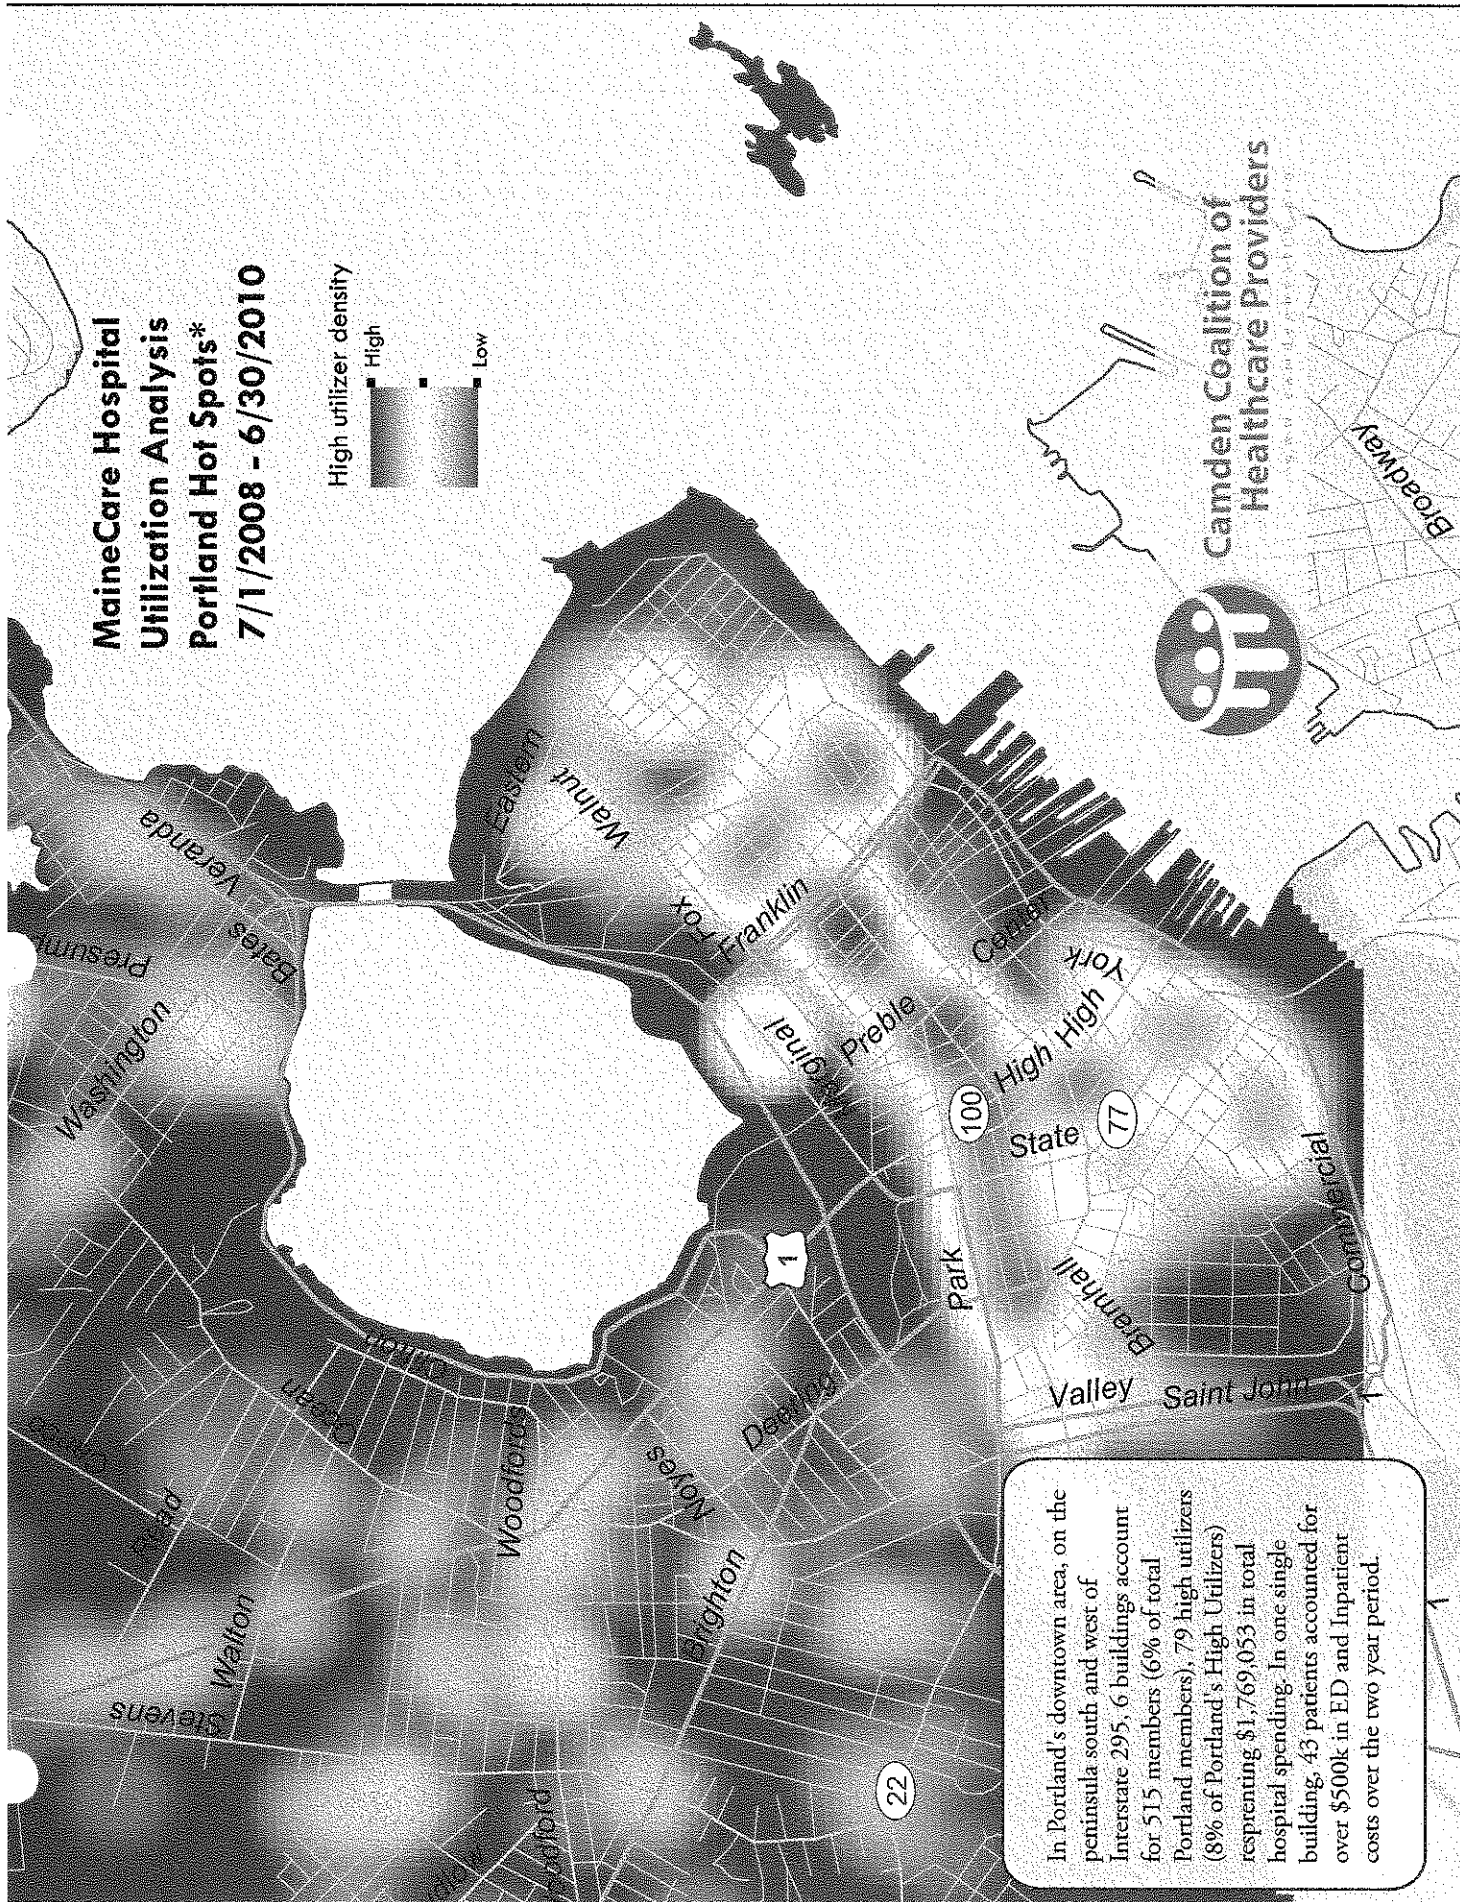 MaineCare Hospital
Utilization Analysis
Portland Hot Spots*
7/1/2008 - 6/30/2010
High utilizer density
High
Low
Veranda
Presump
Bates
Washington
Eastern
Walnut
Fox
Franklin
Marginal
Preble
Center
York
High
High
100
State
77
Park
Bramhall
Commercial
Valley
Saint John
1
1
1
Ocean
Woodfords
Noyes
Deering
Brighton
Walton
Stevens
22
Broadway
Camden Coalition of
Healthcare Providers
In Portland's downtown area, on the
peninsula south and west of
Interstate 295, 6 buildings account
for 515 members (6% of total
Portland members), 79 high utilizers
(8% of Portland's High Utilizers)
represnting $1,769,053 in total
hospital spending. In one single
building, 43 patients accounted for
over $500k in ED and Inpatient
costs over the two year period.